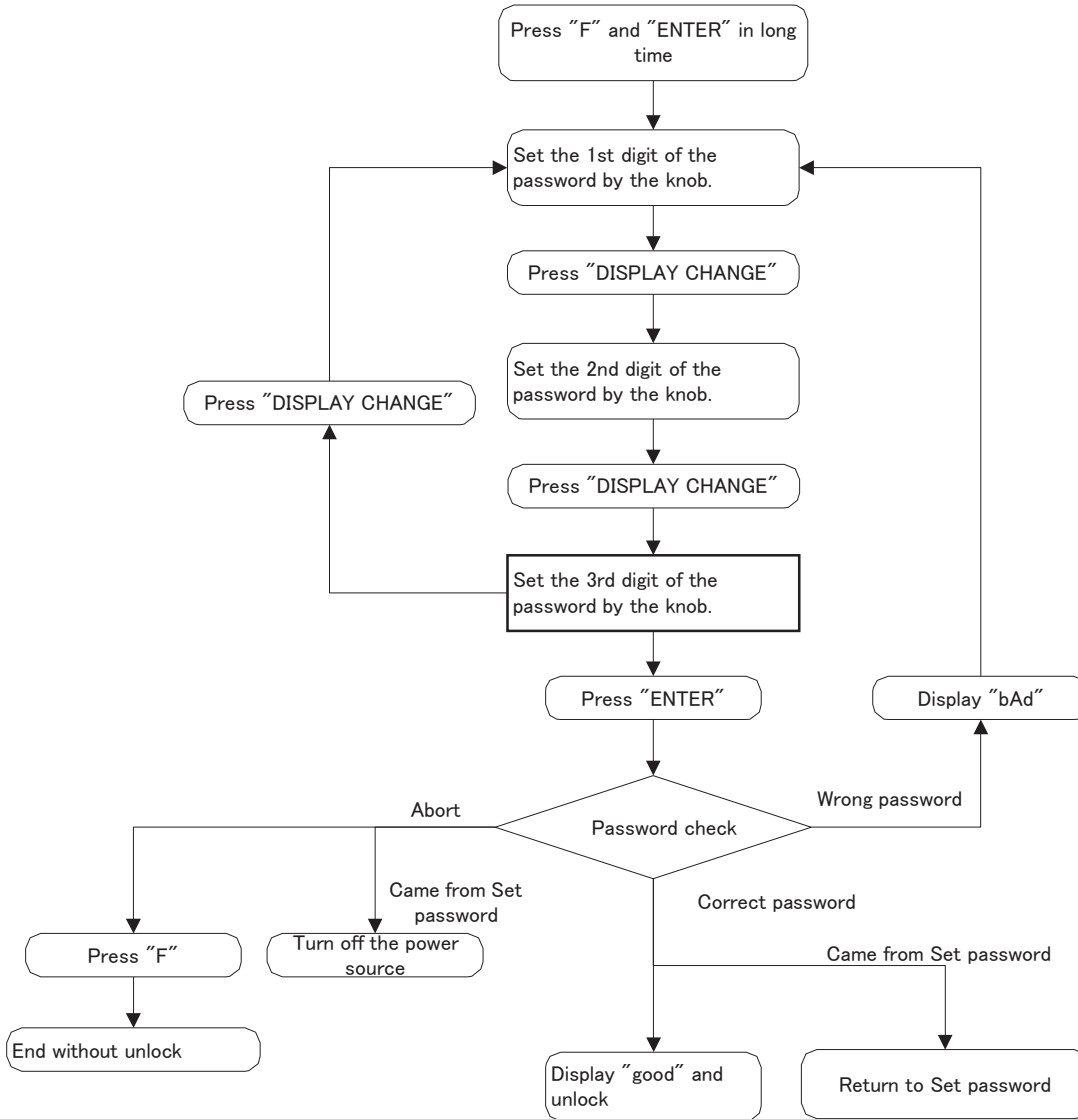 Press "F" and "ENTER" in long
time
Set the 1st digit of the
password by the knob.
Press "DISPLAY CHANGE"
Set the 2nd digit of the
password by the knob.
Press "DISPLAY CHANGE"
Press "DISPLAY CHANGE"
Set the 3rd digit of the
password by the knob.
Press "ENTER"
Display "bAd"
Abort
Wrong password
Password check
Came from Set
password
Correct password
Press "F"
Turn off the power
source
Came from Set password
End without unlock
Display "good" and
unlock
Return to Set password